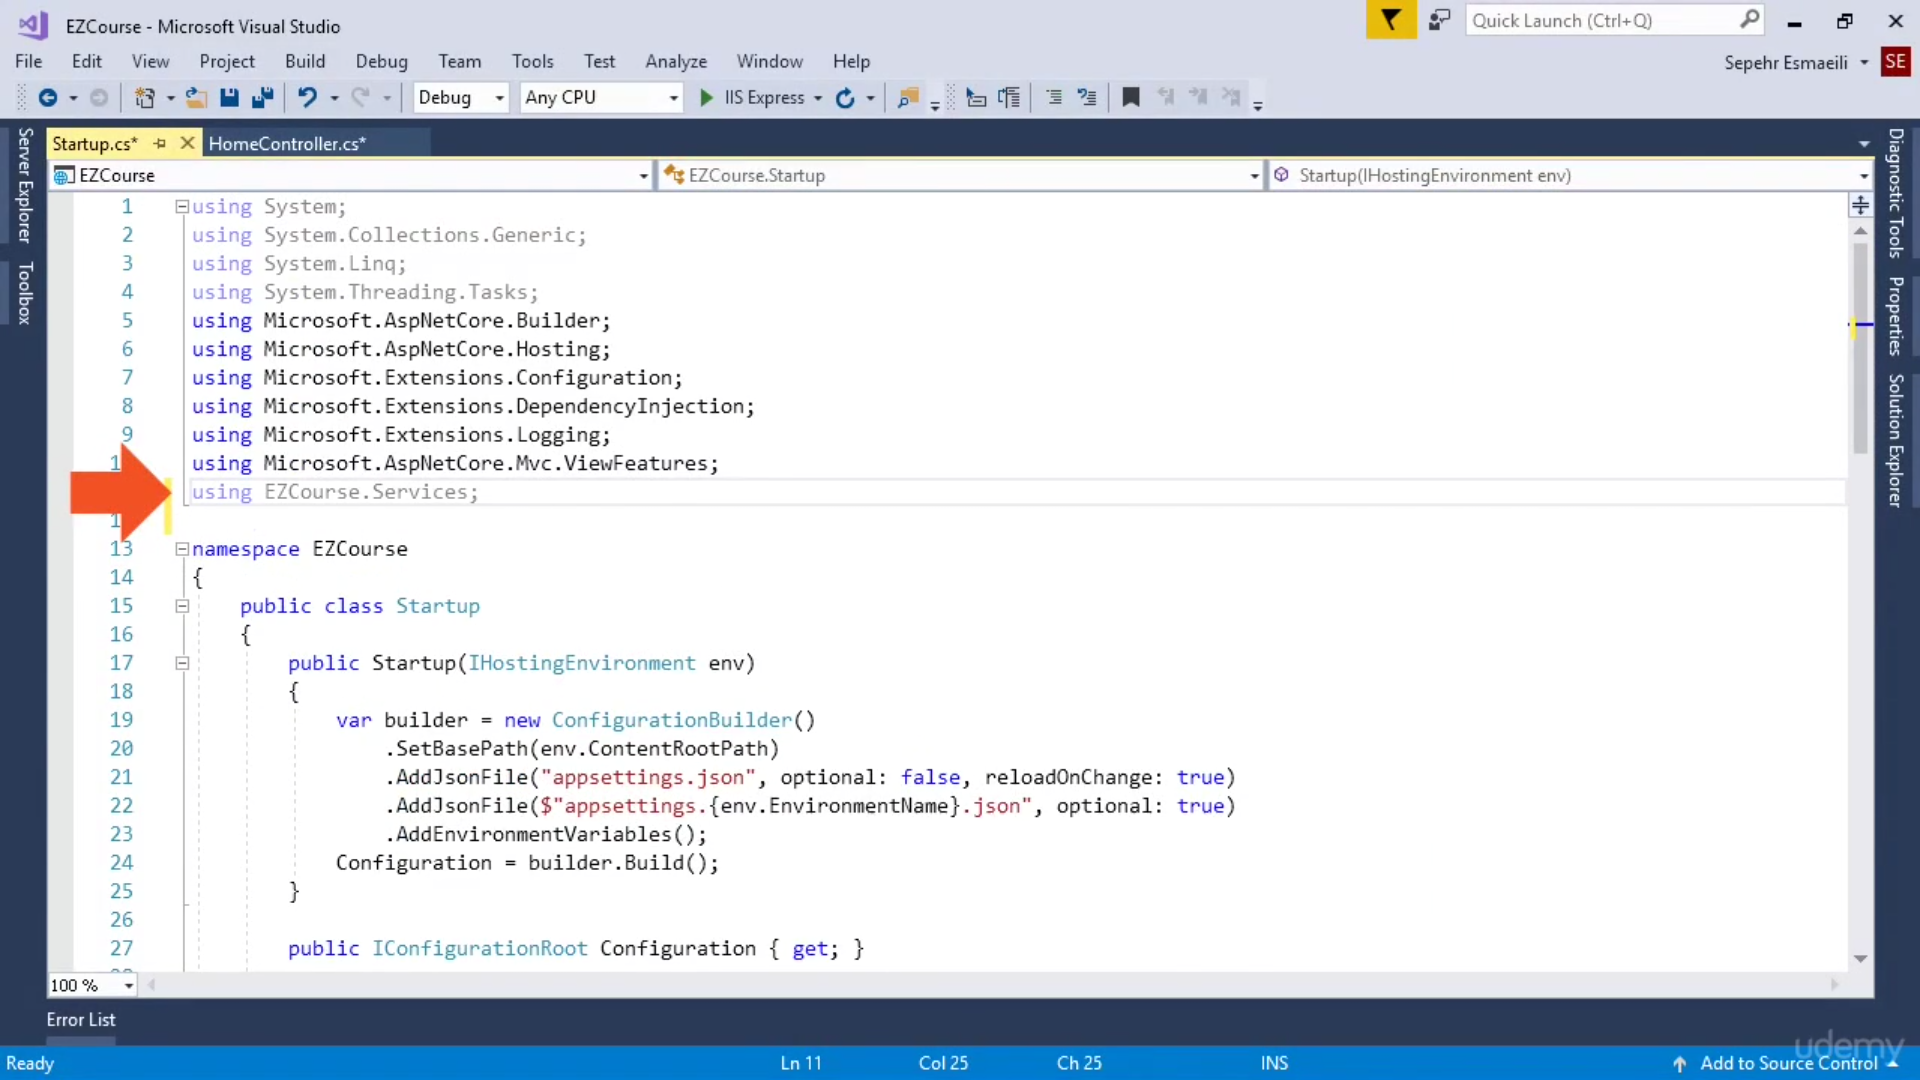 EZCourse - Microsoft Visual Studio
Quick Launch (Ctrl+Q)
File Edit View Project Build Debug Team Tools Test Analyze Window Help
Sepehr Esmaeili SE
Debug Any CPU IIS Express
Server Explorer
Toolbox
Startup.cs* HomeController.cs*
EZCourse EZCourse.Startup Startup(IHostingEnvironment env)
1 using System;
2 using System.Collections.Generic;
3 using System.Linq;
4 using System.Threading.Tasks;
5 using Microsoft.AspNetCore.Builder;
6 using Microsoft.AspNetCore.Hosting;
7 using Microsoft.Extensions.Configuration;
8 using Microsoft.Extensions.DependencyInjection;
9 using Microsoft.Extensions.Logging;
1 using Microsoft.AspNetCore.Mvc.ViewFeatures;
using EZCourse.Services;
1
13 namespace EZCourse
14 {
15 public class Startup
16 {
17 public Startup(IHostingEnvironment env)
18 {
19 var builder = new ConfigurationBuilder()
20 .SetBasePath(env.ContentRootPath)
21 .AddJsonFile("appsettings.json", optional: false, reloadOnChange: true)
22 .AddJsonFile($"appsettings.{env.EnvironmentName}.json", optional: true)
23 .AddEnvironmentVariables();
24 Configuration = builder.Build();
25 }
26
27 public IConfigurationRoot Configuration { get; }
Diagnostic Tools
Properties
Solution Explorer
100 %
Error List
Ready Ln 11 Col 25 Ch 25 INS Add to Source Control
udemy